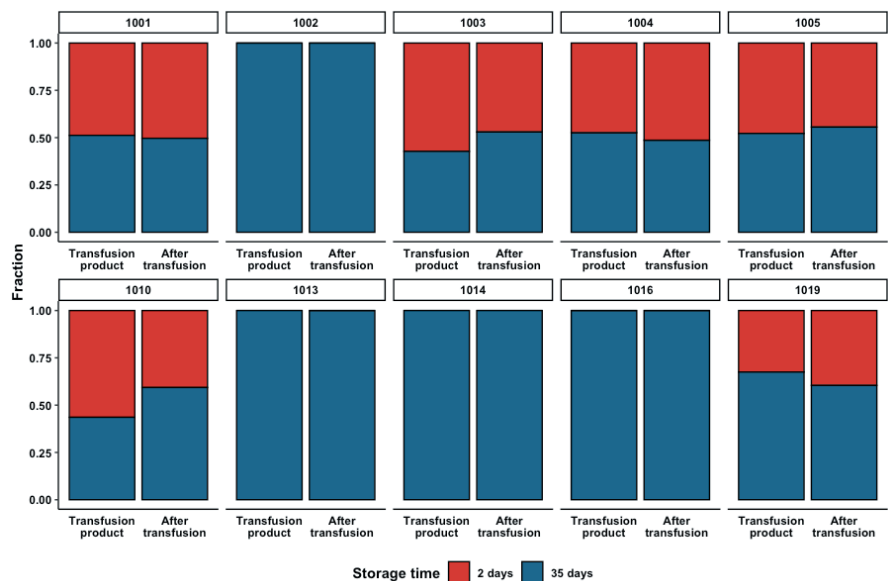 1001 1002 1003 1004 1005
1.00
0.75
0.50
0.25
0.00
Transfusion After Transfusion After Transfusion After Transfusion After Transfusion After
product transfusion product transfusion product transfusion product transfusion product transfusion
Fraction
1010 1013 1014 1016 1019
1.00
0.75
0.50
0.25
0.00
Transfusion After Transfusion After Transfusion After Transfusion After Transfusion After
product transfusion product transfusion product transfusion product transfusion product transfusion
Storage time 2 days 35 days